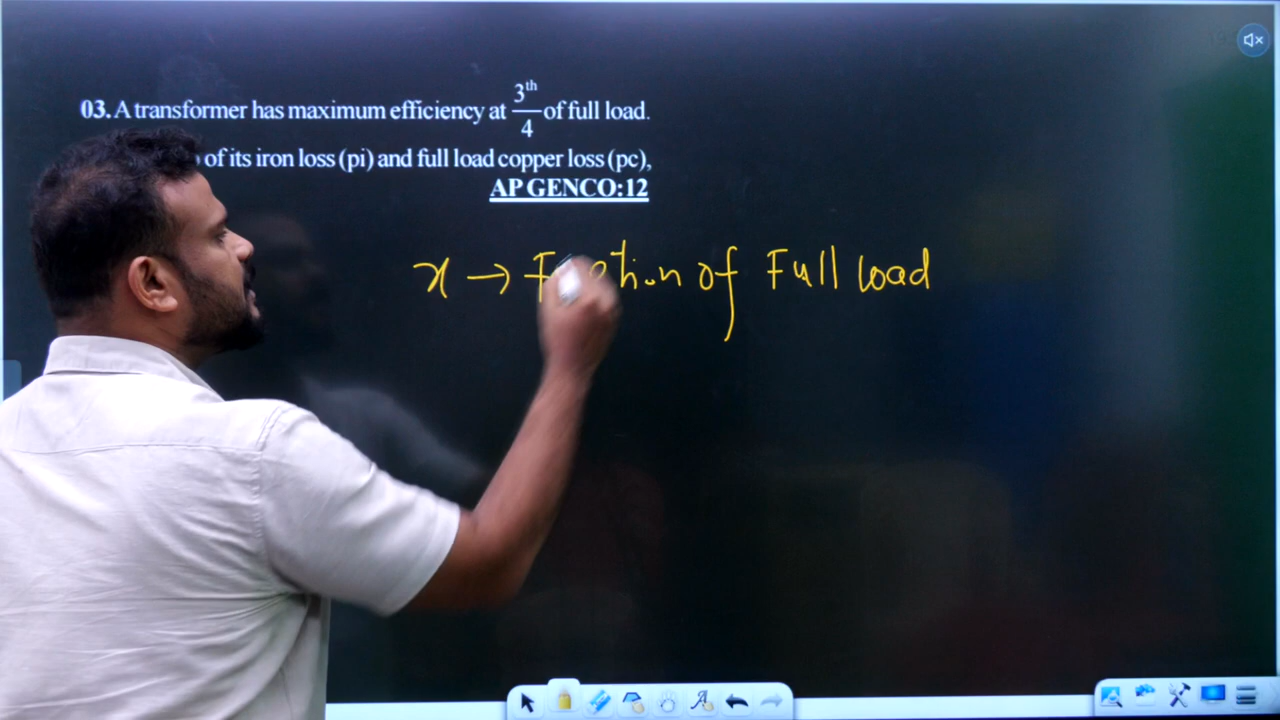 03. A transformer has maximum efficiency at 3th/4 of full load.
of its iron loss (pi) and full load copper loss (pc),
AP GENCO:12
x → of Full load